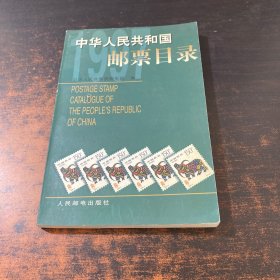 中华人民共和国
1997
邮票目录
POSTAGE STAMP
CATALOGUE OF
THE PEOPLE'S REPUBLIC
OF CHINA
人民邮电出版社